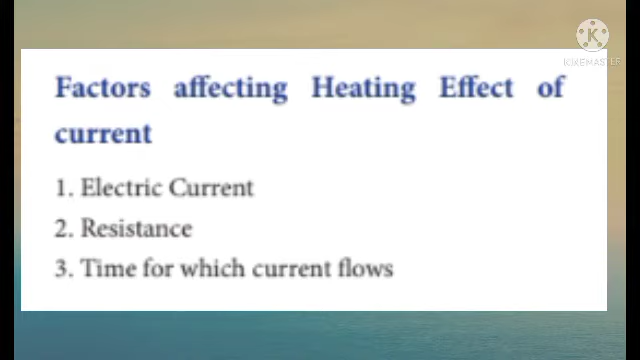 KINEMASTER
Factors affecting Heating Effect of
current
1. Electric Current
2. Resistance
3. Time for which current flows